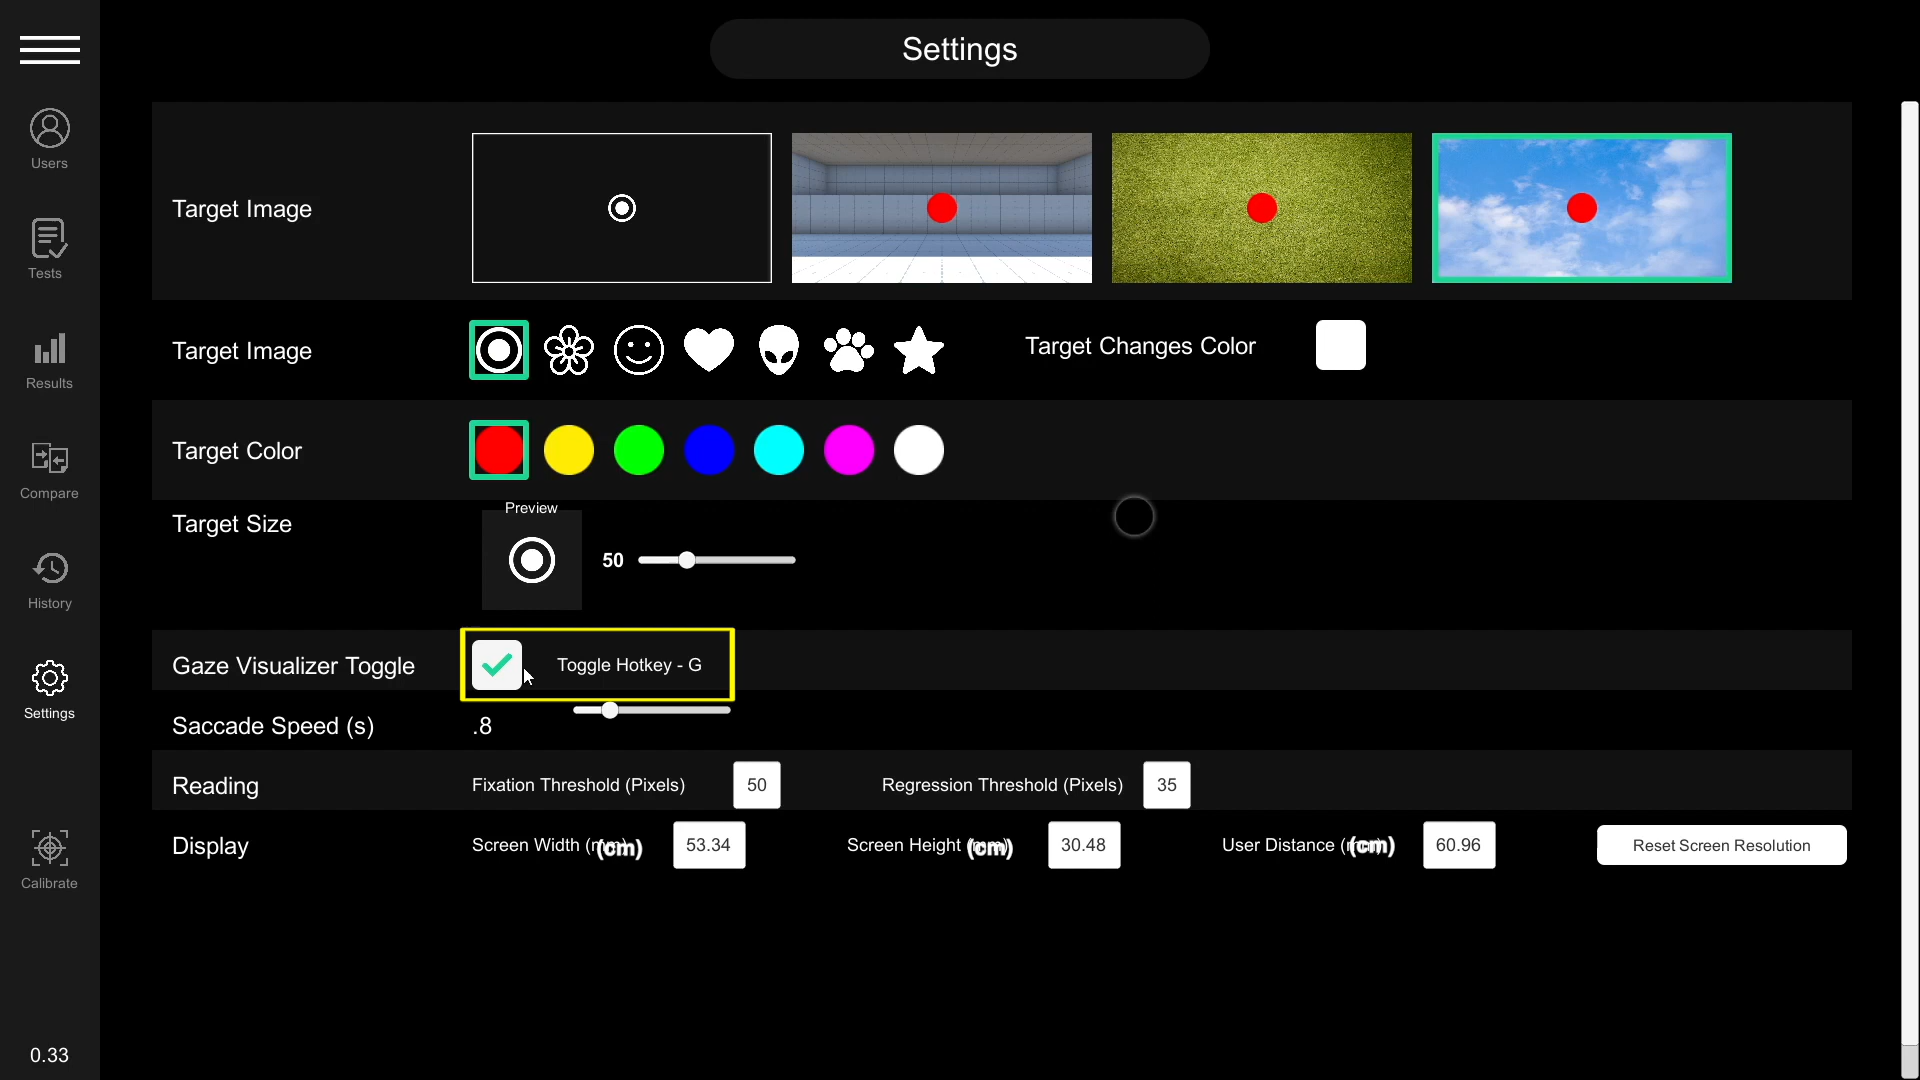 Settings
Users
Tests
Results
Compare
History
Settings
Calibrate
0.33
Target Image
Target Image
Target Changes Color
Target Color
Target Size
Preview
50
Gaze Visualizer Toggle
Toggle Hotkey - G
Saccade Speed (s)
.8
Reading
Fixation Threshold (Pixels)
50
Regression Threshold (Pixels)
35
Display
Screen Width (cm)
53.34
Screen Height (cm)
30.48
User Distance (cm)
60.96
Reset Screen Resolution